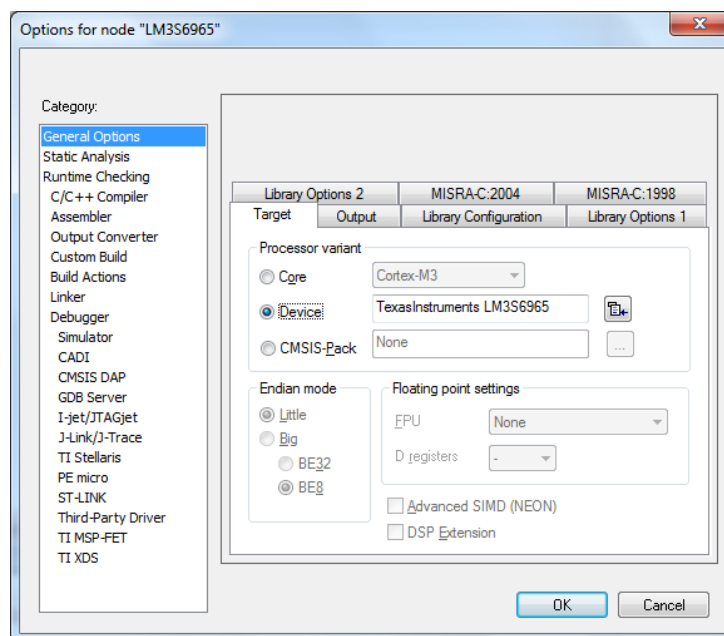 Options for node "LM3S6965"
Category:
General Options
Static Analysis
Runtime Checking
C/C++ Compiler
Assembler
Output Converter
Custom Build
Build Actions
Linker
Debugger
Simulator
CADI
CMSIS DAP
GDB Server
I-jet/JTAGjet
J-Link/J-Trace
TI Stellaris
PE micro
ST-LINK
Third-Party Driver
TI MSP-FET
TI XDS
Library Options 2 MISRA-C:2004 MISRA-C:1998
Target Output Library Configuration Library Options 1
Processor variant
Core Cortex-M3
Device TexasInstruments LM3S6965
CMSIS-Pack None ...
Endian mode
Little
Big
BE32
BE8
Floating point settings
FPU None
D registers -
Advanced SIMD (NEON)
DSP Extension
OK Cancel